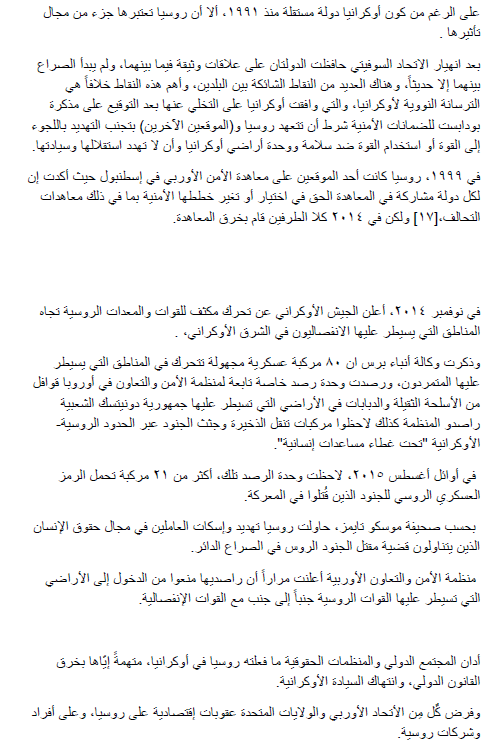 على الرغم من كون أوكرانيا دولة مستقلة منذ ١٩٩١، ألا أن روسيا تعتبرها جزء من مجال
تأثيرها .
بعد انهيار الاتحاد السوفيتي حافظت الدولتان على علاقات وثيقة فيما بينهما، ولم يبدأ الصراع
بينهما إلا حديثاً، وهناك العديد من النقاط الشائكة بين البلدين، وأهم هذه النقاط خلافاً هي
الترسانة النووية لأوكرانيا، والتي وافقت أوكرانيا على التخلي عنها بعد التوقيع على مذكرة
بودابست للضمانات الأمنية شرط أن تتعهد روسيا و(الموقعين الآخرين) بتجنب التهديد باللجوء
إلى القوة أو استخدام القوة ضد سلامة ووحدة أراضي أوكرانيا وأن لا تهدد استقلالها وسيادتها.
في ١٩٩٩، روسيا كانت أحد الموقعين على معاهدة الأمن الأوربي في إسطنبول حيث أكدت إن
لكل دولة مشاركة في المعاهدة الحق في اختيار أو تغير خططها الأمنية بما في ذلك معاهدات
التحالف،[١٧] ولكن في ٢٠١٤ كلا الطرفين قام بخرق المعاهدة.
في نوفمبر ٢٠١٤، أعلن الجيش الأوكراني عن تحرك مكثف للقوات والمعدات الروسية تجاه
المناطق التي يسيطر عليها الانفصاليون في الشرق الأوكراني، .
وذكرت وكالة أنباء برس ان ٨٠ مركبة عسكرية مجهولة تتحرك في المناطق التي يسيطر
عليها المتمردون، ورصدت وحدة رصد خاصة تابعة لمنظمة الأمن والتعاون في أوروبا قوافل
من الأسلحة الثقيلة والدبابات في الأراضي التي تسيطر عليها جمهورية دونيتسك الشعبية
راصدو المنظمة كذلك لاحظوا مركبات تنقل الذخيرة وجثث الجنود عبر الحدود الروسية-
الأوكرانية "تحت غطاء مساعدات إنسانية".
في أوائل أغسطس ٢٠١٥، لاحظت وحدة الرصد تلك، أكثر من ٢١ مركبة تحمل الرمز
العسكري الروسي للجنود الذين قُتلوا في المعركة.
بحسب صحيفة موسكو تايمز، حاولت روسيا تهديد وإسكات العاملين في مجال حقوق الإنسان
الذين يتناولون قضية مقتل الجنود الروس في الصراع الدائر.
منظمة الأمن والتعاون الأوربية أعلنت مراراً أن راصديها منعوا من الدخول إلى الأراضي
التي تسيطر عليها القوات الروسية جنباً إلى جنب مع القوات الإنفصالية.
أدان المجتمع الدولي والمنظمات الحقوقية ما فعلته روسيا في أوكرانيا، متهمةً إيّاها بخرق
القانون الدولي، وانتهاك السيادة الأوكرانية.
وفرض كُّل مِن الأتحاد الأوربي والولايات المتحدة عقوبات إقتصادية على روسيا، وعلى أفراد
وشركات روسية.